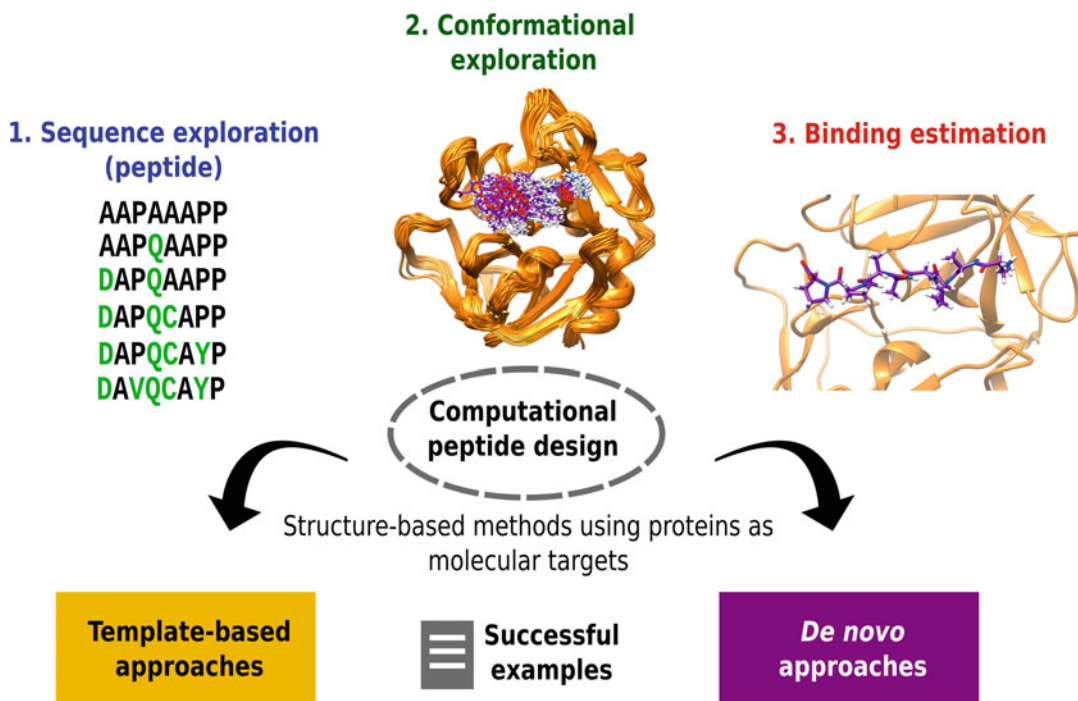 1. Sequence exploration
(peptide)
AAPAAAPP
AAPQAAPP
DAPQAAPP
DAPQCAPP
DAPQCAYP
DAVQCAYP
2. Conformational
exploration
3. Binding estimation
Computational
peptide design
Structure-based methods using proteins as
molecular targets
Template-based
approaches
Successful
examples
De novo
approaches